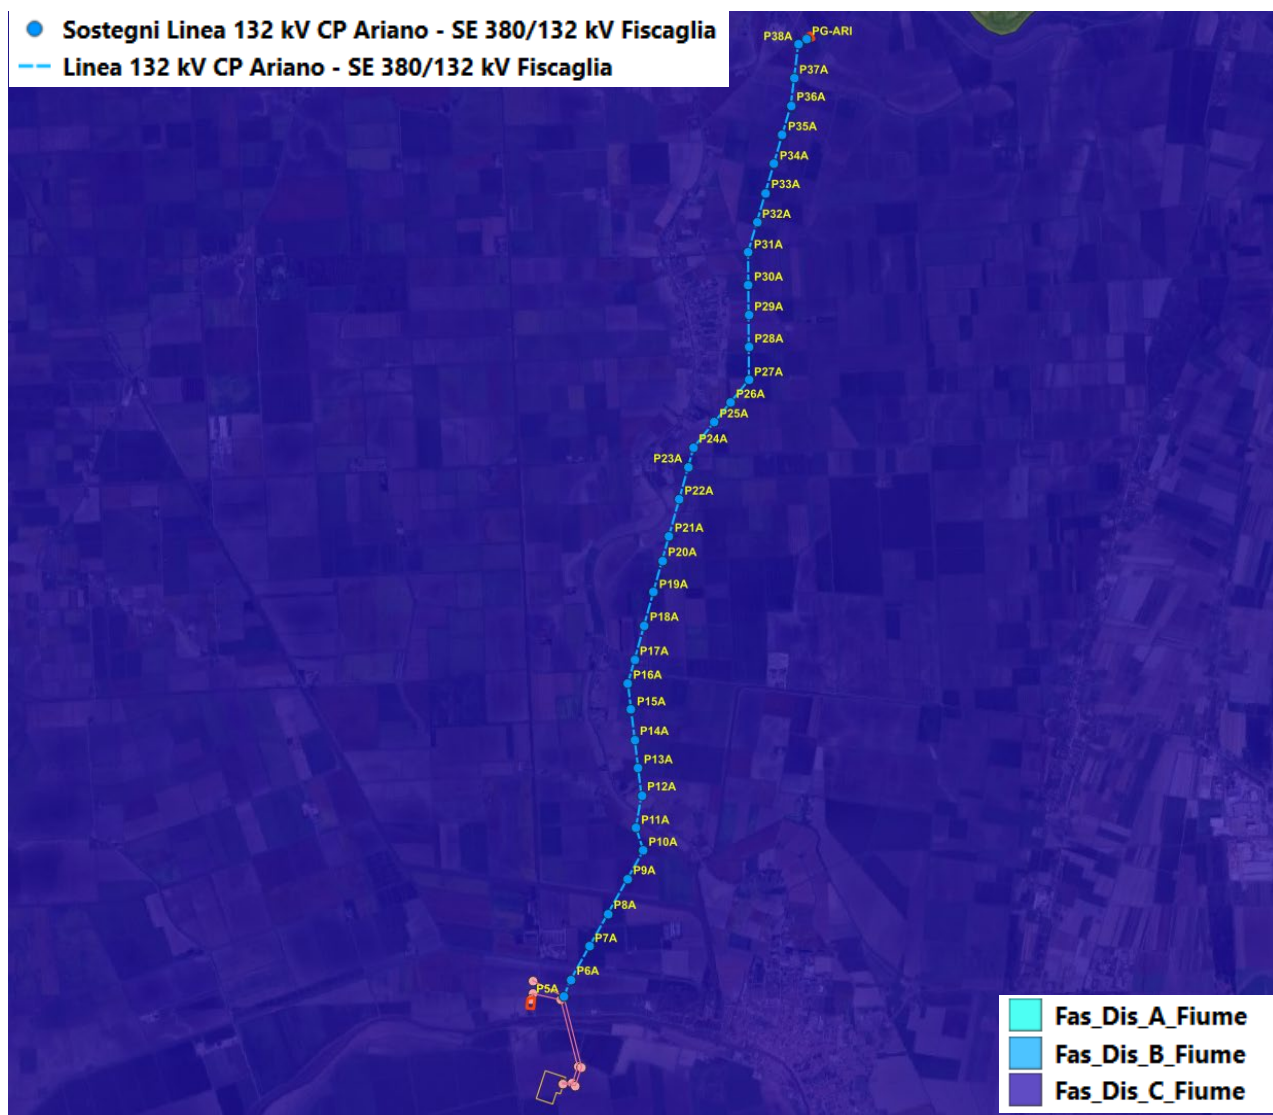 Sostegni Linea 132 kV CP Ariano - SE 380/132 kV Fiscaglia
Linea 132 kV CP Ariano - SE 380/132 kV Fiscaglia
PG-ARI
P38A
P37A
P36A
P35A
P34A
P33A
P32A
P31A
P30A
P29A
P28A
P27A
P26A
P25A
P24A
P23A
P22A
P21A
P20A
P19A
P18A
P17A
P16A
P15A
P14A
P13A
P12A
P11A
P10A
P9A
P8A
P7A
P6A
P5A
Fas_Dis_A_Fiume
Fas_Dis_B_Fiume
Fas_Dis_C_Fiume